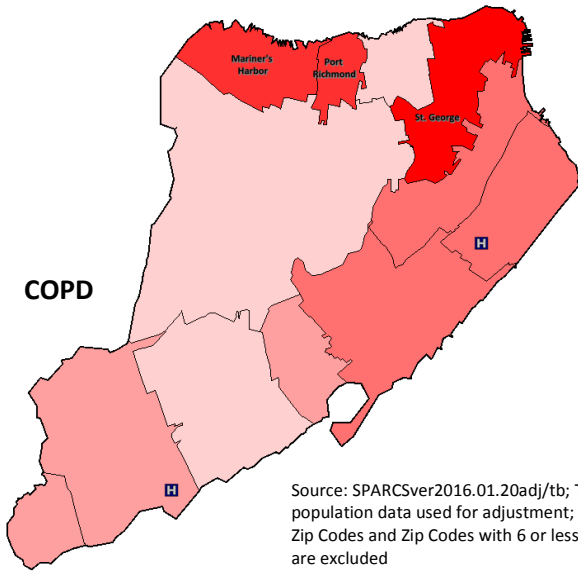 Mariner's
Harbor
Port
Richmond
St. George
H
COPD
H
Source: SPARCSver2016.01.20adj/tb; T
population data used for adjustment;
Zip Codes and Zip Codes with 6 or less
are excluded